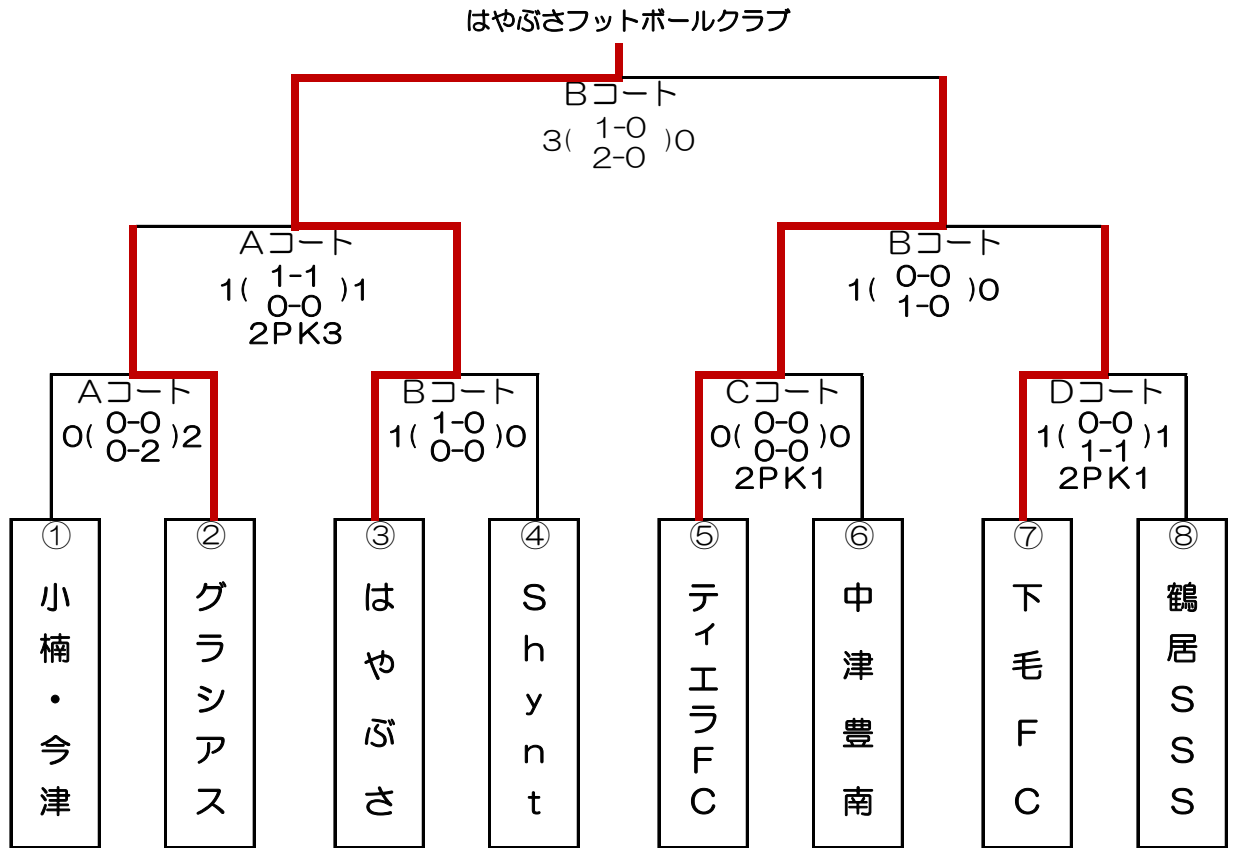 はやぶさフットボールクラブ
Bコート
3( 1-0 )0
2-0
Aコート
1( 1-1 )1
0-0
2PK3
Bコート
1( 0-0 )0
1-0
Aコート
0( 0-0 )2
0-2
Bコート
1( 1-0 )0
0-0
Cコート
0( 0-0 )0
0-0
2PK1
Dコート
1( 0-0 )1
1-1
2PK1
① 小楠・今津
② グラシアス
③ はやぶさ
④ Shynt
⑤ ティエラFC
⑥ 中津豊南
⑦ 下毛FC
⑧ 鶴居SSS